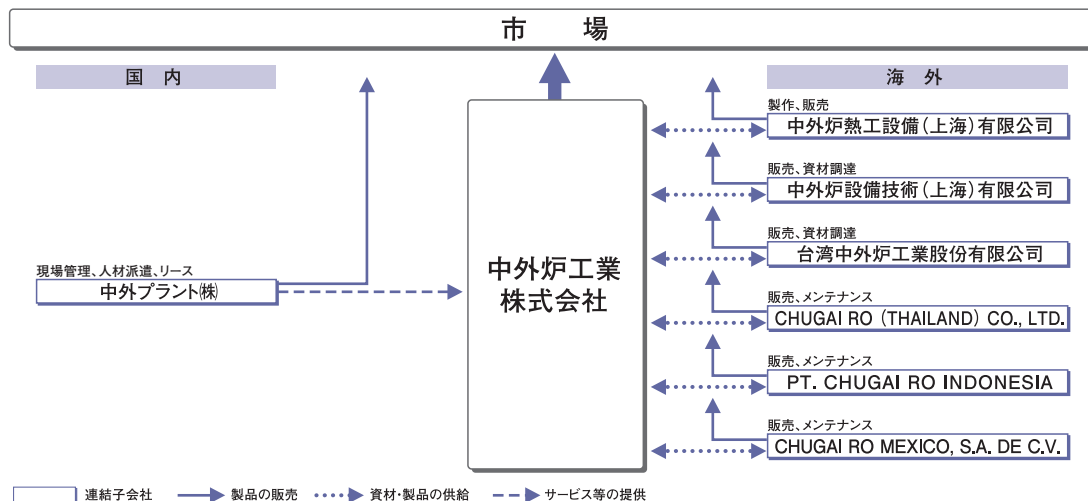 市 場
国 内
海 外
製作、販売
中外炉熱工設備(上海)有限公司
販売、資材調達
中外炉設備技術(上海)有限公司
販売、資材調達
台湾中外炉工業股份有限公司
現場管理、人材派遣、リース
中外プラント㈱
中外炉工業
株式会社
販売、メンテナンス
CHUGAI RO (THAILAND) CO., LTD.
販売、メンテナンス
PT. CHUGAI RO INDONESIA
販売、メンテナンス
CHUGAI RO MEXICO, S.A. DE C.V.
連結子会社 製品の販売 資材・製品の供給 サービス等の提供